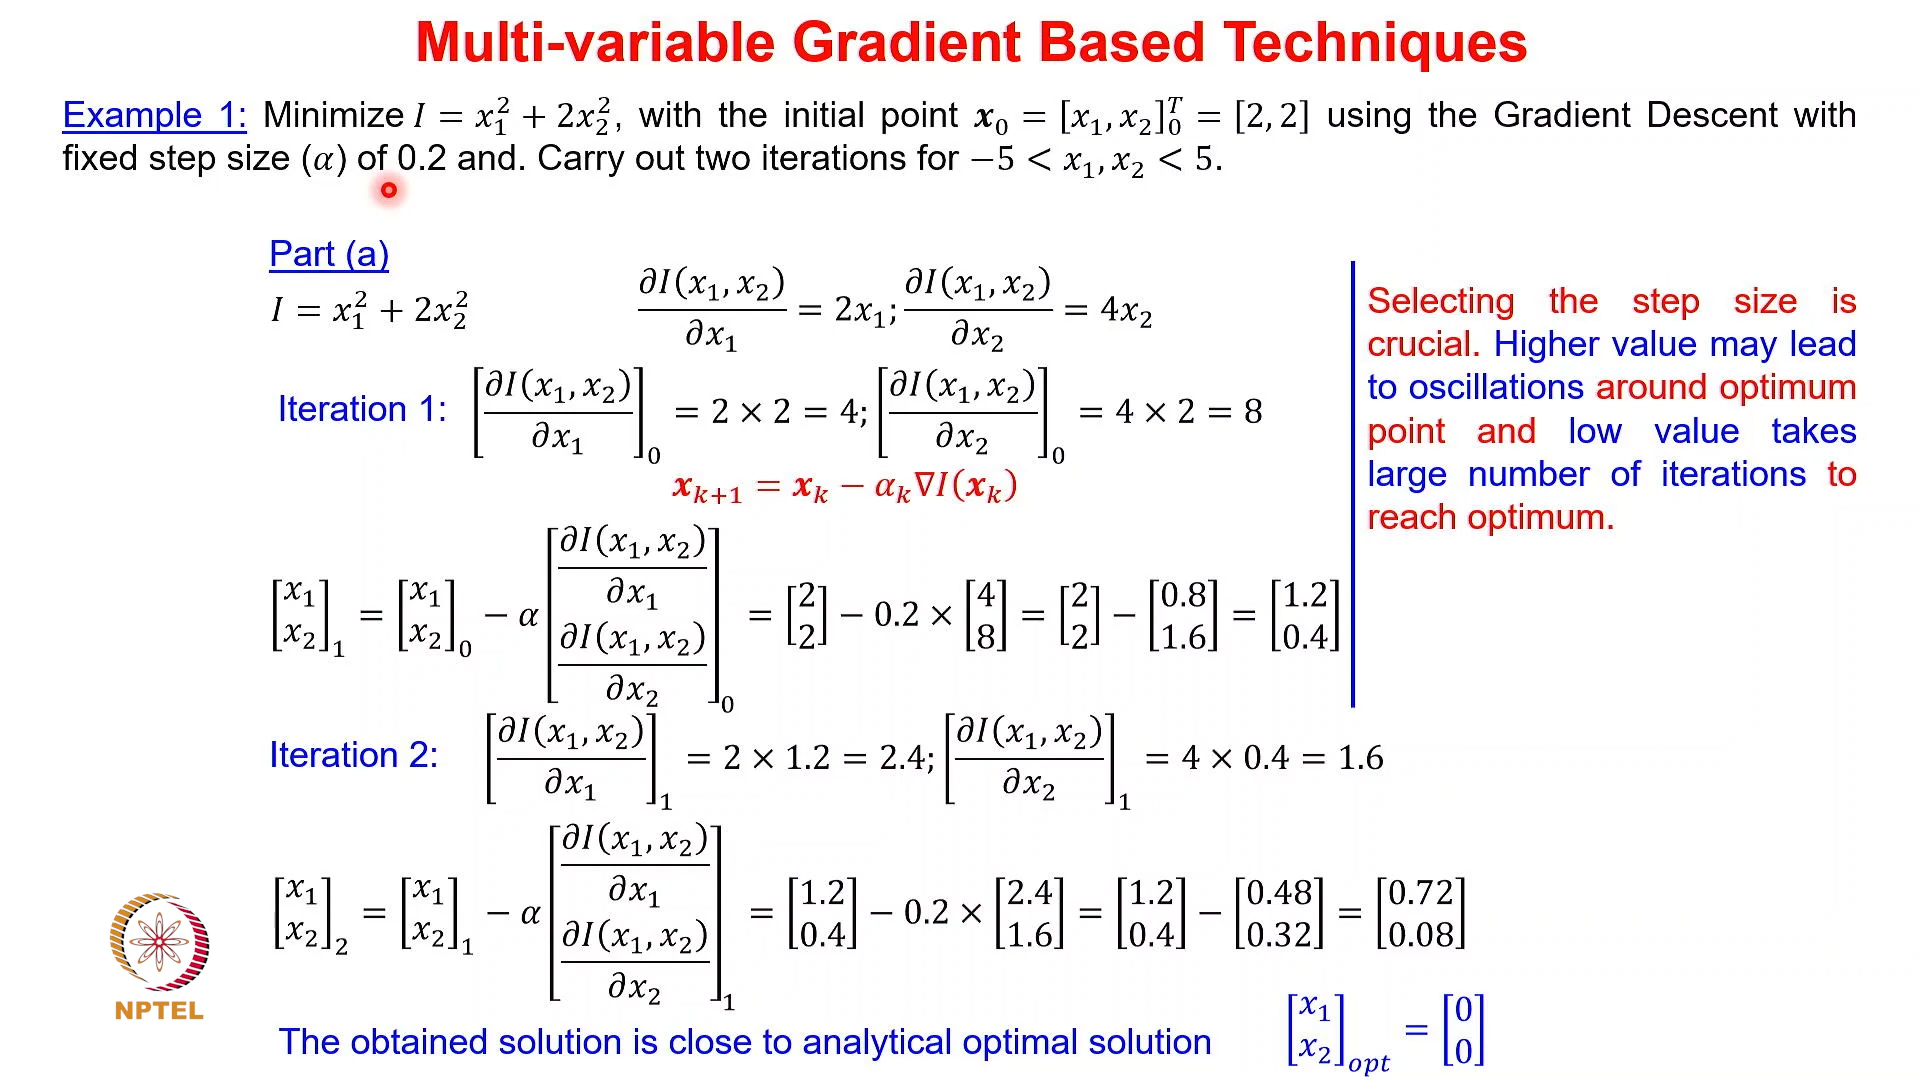 Multi-variable Gradient Based Techniques
Example 1: Minimize I = x₁² + 2x₂², with the initial point x₀ = [x₁, x₂]₀ᵀ = [2, 2] using the Gradient Descent with
fixed step size (α) of 0.2 and. Carry out two iterations for −5 < x₁, x₂ < 5.
Part (a)
I = x₁² + 2x₂² ∂I(x₁, x₂)/∂x₁ = 2x₁; ∂I(x₁, x₂)/∂x₂ = 4x₂
Iteration 1: [∂I(x₁, x₂)/∂x₁]₀ = 2 × 2 = 4; [∂I(x₁, x₂)/∂x₂]₀ = 4 × 2 = 8
xₖ₊₁ = xₖ − αₖ∇I(xₖ)
[x₁ x₂]₁ = [x₁ x₂]₀ − α [∂I(x₁, x₂)/∂x₁ ∂I(x₁, x₂)/∂x₂]₀ = [2 2] − 0.2 × [4 8] = [2 2] − [0.8 1.6] = [1.2 0.4]
Iteration 2: [∂I(x₁, x₂)/∂x₁]₁ = 2 × 1.2 = 2.4; [∂I(x₁, x₂)/∂x₂]₁ = 4 × 0.4 = 1.6
[x₁ x₂]₂ = [x₁ x₂]₁ − α [∂I(x₁, x₂)/∂x₁ ∂I(x₁, x₂)/∂x₂]₁ = [1.2 0.4] − 0.2 × [2.4 1.6] = [1.2 0.4] − [0.48 0.32] = [0.72 0.08]
The obtained solution is close to analytical optimal solution [x₁ x₂]opt = [0 0]
Selecting the step size is
crucial. Higher value may lead
to oscillations around optimum
point and low value takes
large number of iterations to
reach optimum.
NPTEL